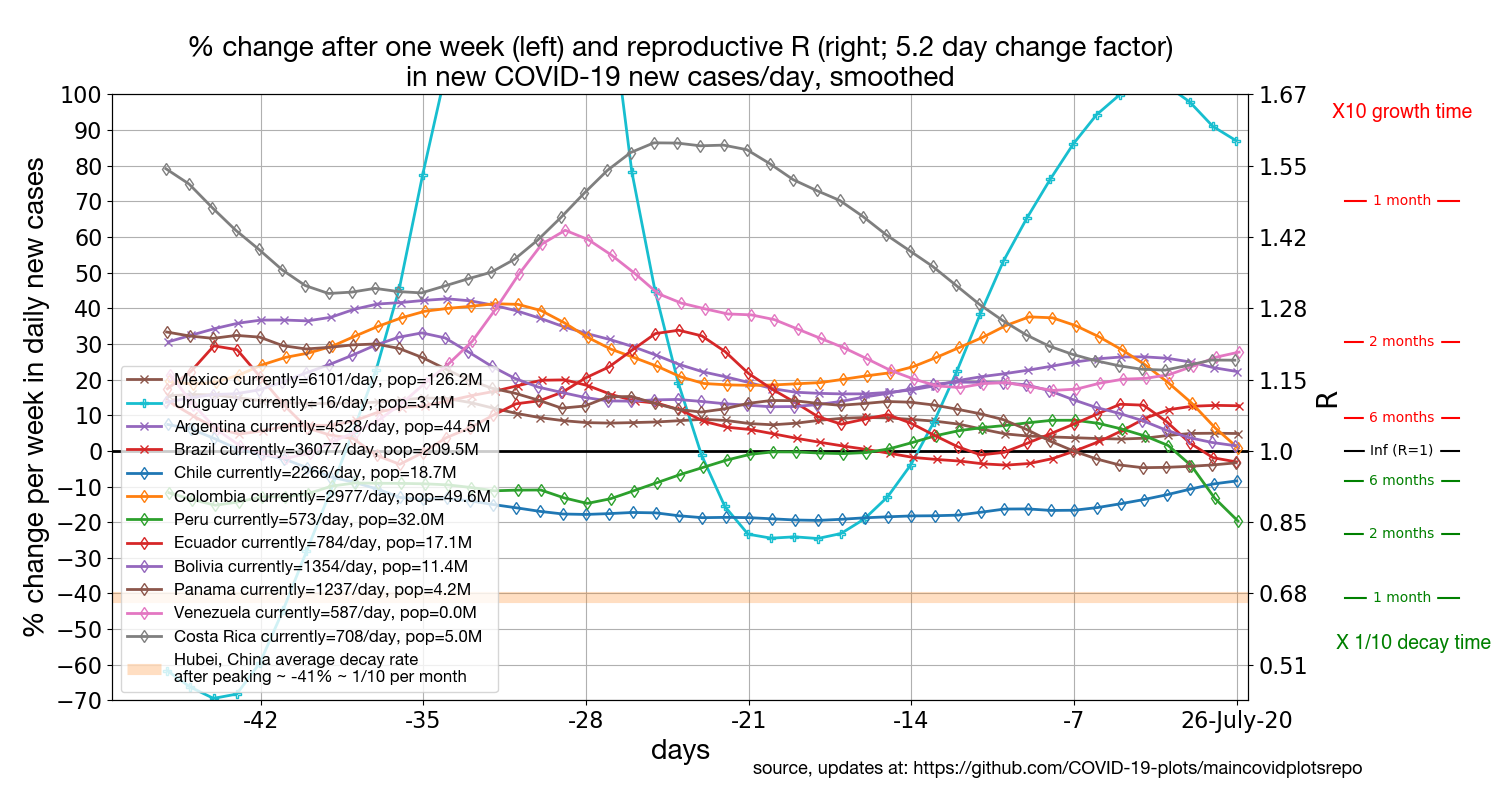 % change after one week (left) and reproductive R (right; 5.2 day change factor)
in new COVID-19 new cases/day, smoothed
% change per week in daily new cases
100
90
80
70
60
50
40
30
20
10
0
−10
−20
−30
−40
−50
−60
−70
Mexico currently=6101/day, pop=126.2M
Uruguay currently=16/day, pop=3.4M
Argentina currently=4528/day, pop=44.5M
Brazil currently=36077/day, pop=209.5M
Chile currently=2266/day, pop=18.7M
Colombia currently=2977/day, pop=49.6M
Peru currently=573/day, pop=32.0M
Ecuador currently=784/day, pop=17.1M
Bolivia currently=1354/day, pop=11.4M
Panama currently=1237/day, pop=4.2M
Venezuela currently=587/day, pop=0.0M
Costa Rica currently=708/day, pop=5.0M
Hubei, China average decay rate
after peaking ~ -41% ~ 1/10 per month
-42
-35
-28
-21
-14
-7
26-July-20
days
1.67
1.55
1.42
1.28
1.15
1.0
0.85
0.68
0.51
R
X10 growth time
1 month
2 months
6 months
Inf (R=1)
6 months
2 months
1 month
X 1/10 decay time
source, updates at: https://github.com/COVID-19-plots/maincovidplotsrepo